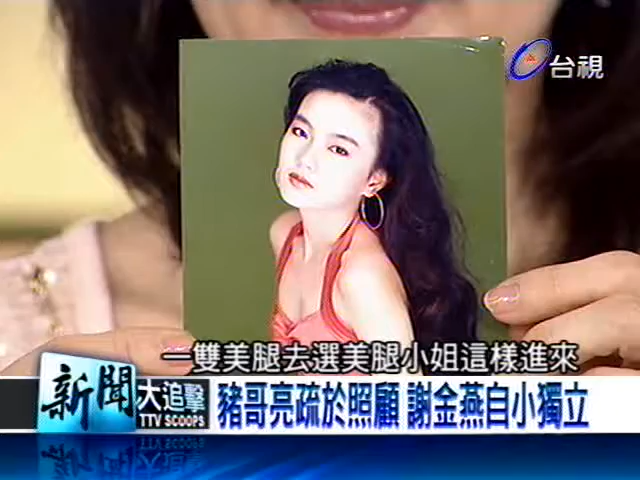 台視
一雙美腿去選美腿小姐這樣進來
新聞
大追擊
TTV SCOOPS
豬哥亮疏於照顧 謝金燕自小獨立